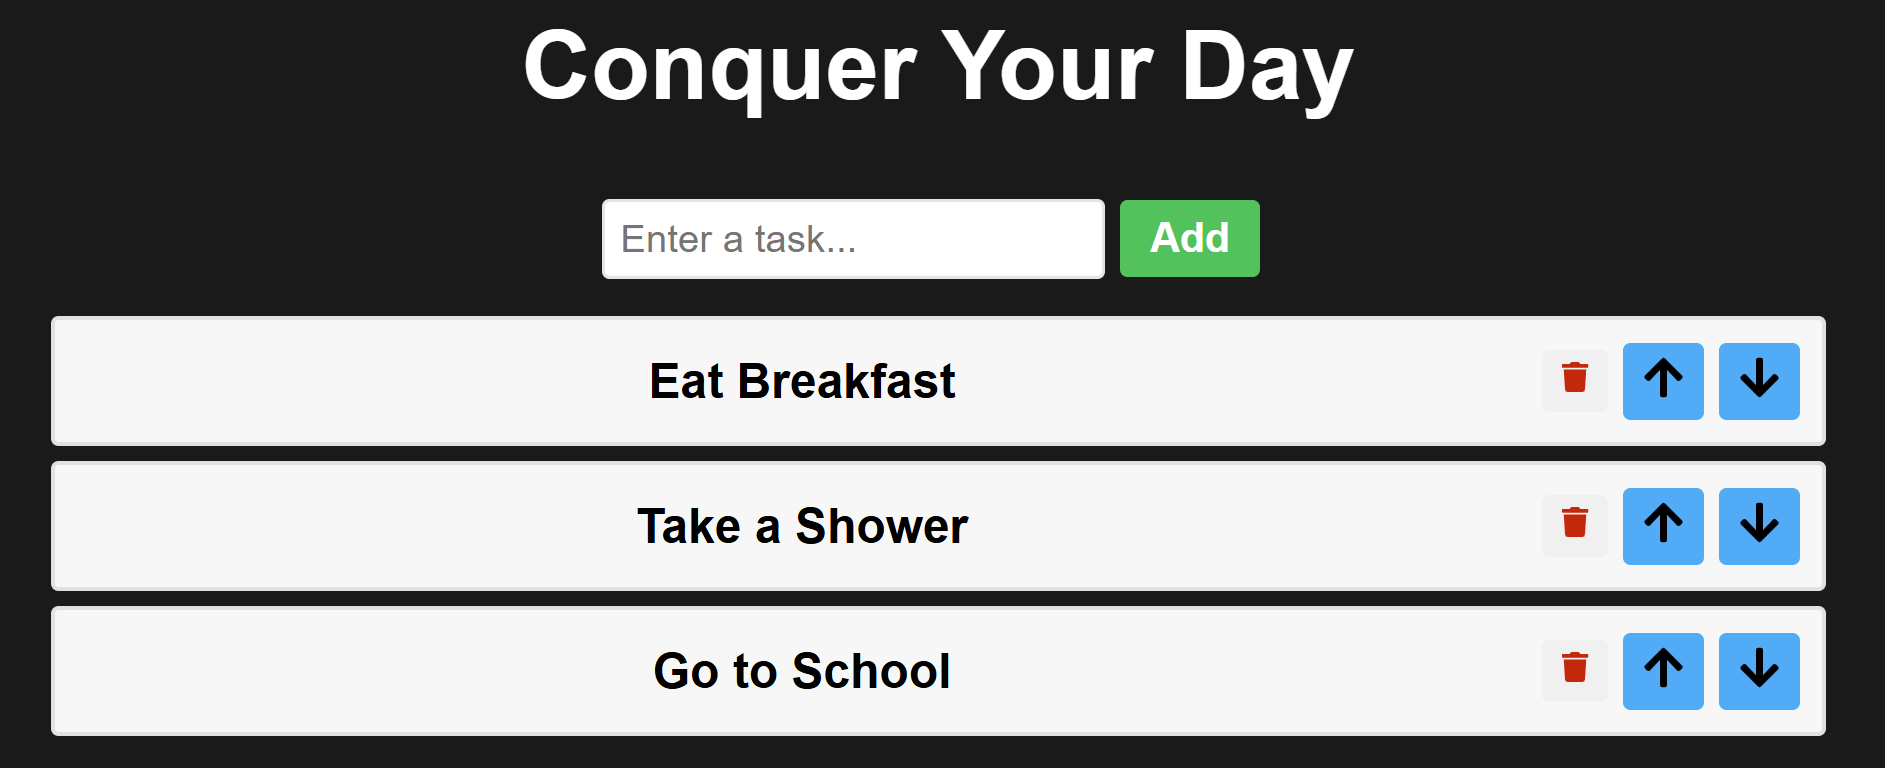 Conquer Your Day
Enter a task...
Add
Eat Breakfast
Take a Shower
Go to School